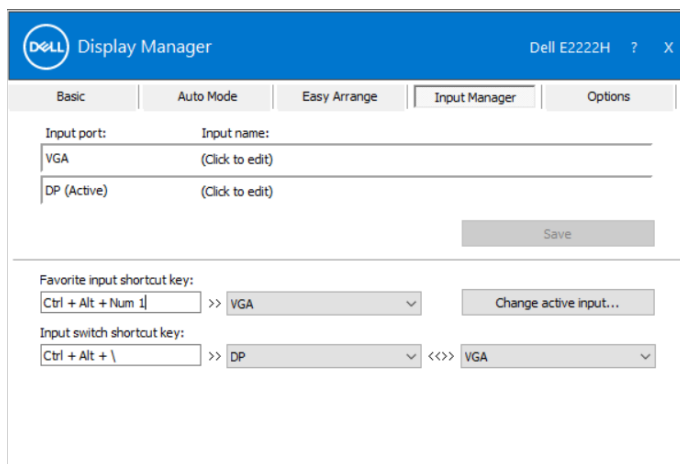 DELL Display Manager Dell E2222H ? X
Basic Auto Mode Easy Arrange Input Manager Options
Input port: Input name:
VGA (Click to edit)
DP (Active) (Click to edit)
Save
Favorite input shortcut key:
Ctrl + Alt + Num 1 >> VGA Change active input...
Input switch shortcut key:
Ctrl + Alt + \ >> DP <<>> VGA